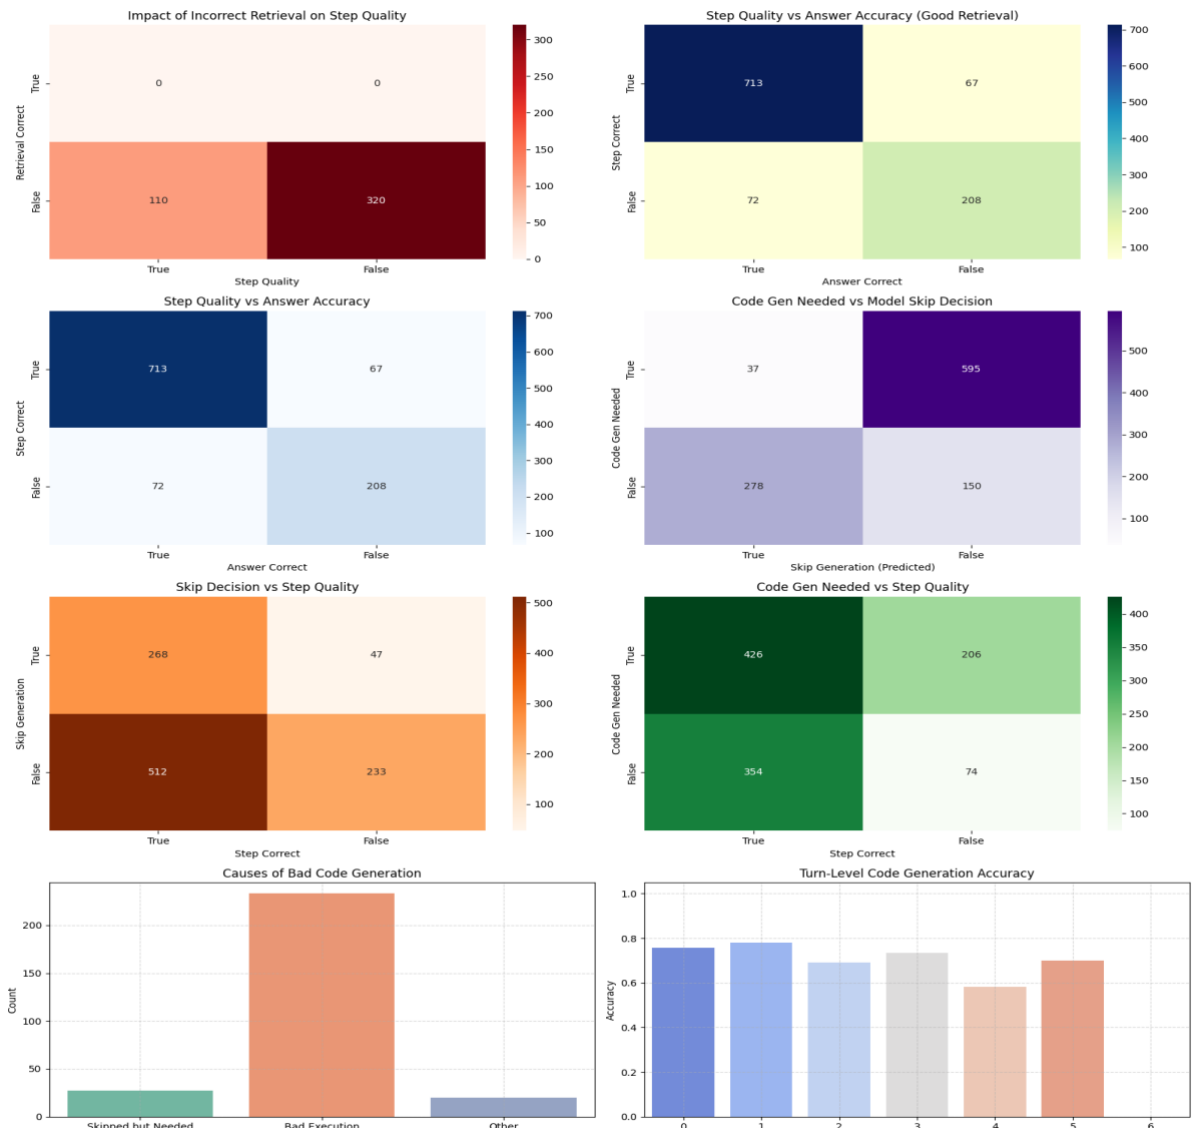 Impact of Incorrect Retrieval on Step Quality
True
0
0
Retrieval Correct
False
110
320
True
False
Step Quality
300
250
200
150
100
50
0
Step Quality vs Answer Accuracy (Good Retrieval)
True
713
67
Step Correct
False
72
208
True
False
Answer Correct
700
600
500
400
300
200
100
Step Quality vs Answer Accuracy
True
713
67
Step Correct
False
72
208
True
False
Answer Correct
700
600
500
400
300
200
100
Code Gen Needed vs Model Skip Decision
True
37
595
Code Gen Needed
False
278
150
True
False
Skip Generation (Predicted)
500
400
300
200
100
Skip Decision vs Step Quality
True
268
47
Skip Generation
False
512
233
True
False
Step Correct
500
400
300
200
100
Code Gen Needed vs Step Quality
True
426
206
Code Gen Needed
False
354
74
True
False
Step Correct
400
350
300
250
200
150
100
Causes of Bad Code Generation
Count
200
150
100
50
0
Skipped but Needed
Bad Execution
Other
Turn-Level Code Generation Accuracy
Accuracy
1.0
0.8
0.6
0.4
0.2
0.0
0
1
2
3
4
5
6